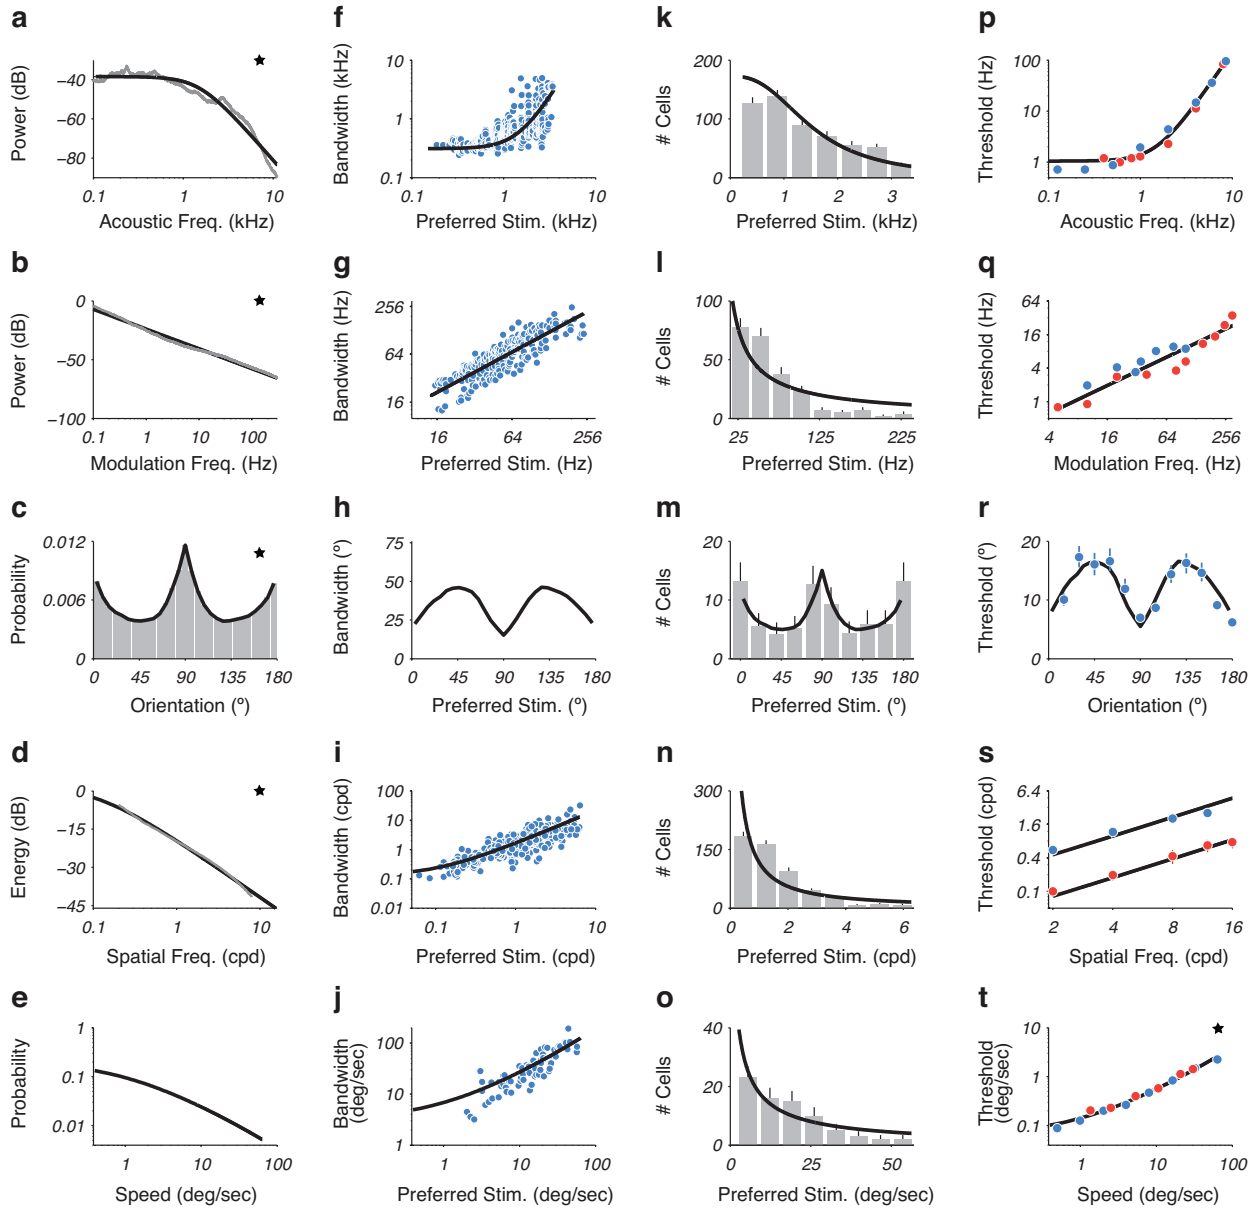 a
Power (dB)
−40
−60
−80
0.1
1
10
Acoustic Freq. (kHz)
f
Bandwidth (kHz)
10
1
0.1
0.1
1
10
Preferred Stim. (kHz)
k
# Cells
200
100
0
0
1
2
3
Preferred Stim. (kHz)
p
Threshold (Hz)
100
10
1
0.1
1
10
Acoustic Freq. (kHz)
b
Power (dB)
0
−50
−100
0.1
1
10
100
Modulation Freq. (Hz)
g
Bandwidth (Hz)
256
64
16
16
64
256
Preferred Stim. (Hz)
l
# Cells
100
50
0
25
125
225
Preferred Stim. (Hz)
q
Threshold (Hz)
64
16
4
1
4
16
64
256
Modulation Freq. (Hz)
c
Probability
0.012
0.006
0
0
45
90
135
180
Orientation (º)
h
Bandwidth (º)
75
50
25
0
0
45
90
135
180
Preferred Stim. (º)
m
# Cells
20
10
0
0
45
90
135
180
Preferred Stim. (º)
r
Threshold (º)
20
10
0
0
45
90
135
180
Orientation (º)
d
Energy (dB)
0
−15
−30
−45
0.1
1
10
Spatial Freq. (cpd)
i
Bandwidth (cpd)
100
10
1
0.1
0.01
0.1
1
10
Preferred Stim. (cpd)
n
# Cells
300
150
0
0
2
4
6
Preferred Stim. (cpd)
s
Threshold (cpd)
6.4
1.6
0.4
0.1
2
4
8
16
Spatial Freq. (cpd)
e
Probability
1
0.1
0.01
1
10
100
Speed (deg/sec)
j
Bandwidth
(deg/sec)
100
10
1
1
10
100
Preferred Stim. (deg/sec)
o
# Cells
40
20
0
0
25
50
Preferred Stim. (deg/sec)
t
Threshold
(deg/sec)
10
1
0.1
1
10
100
Speed (deg/sec)